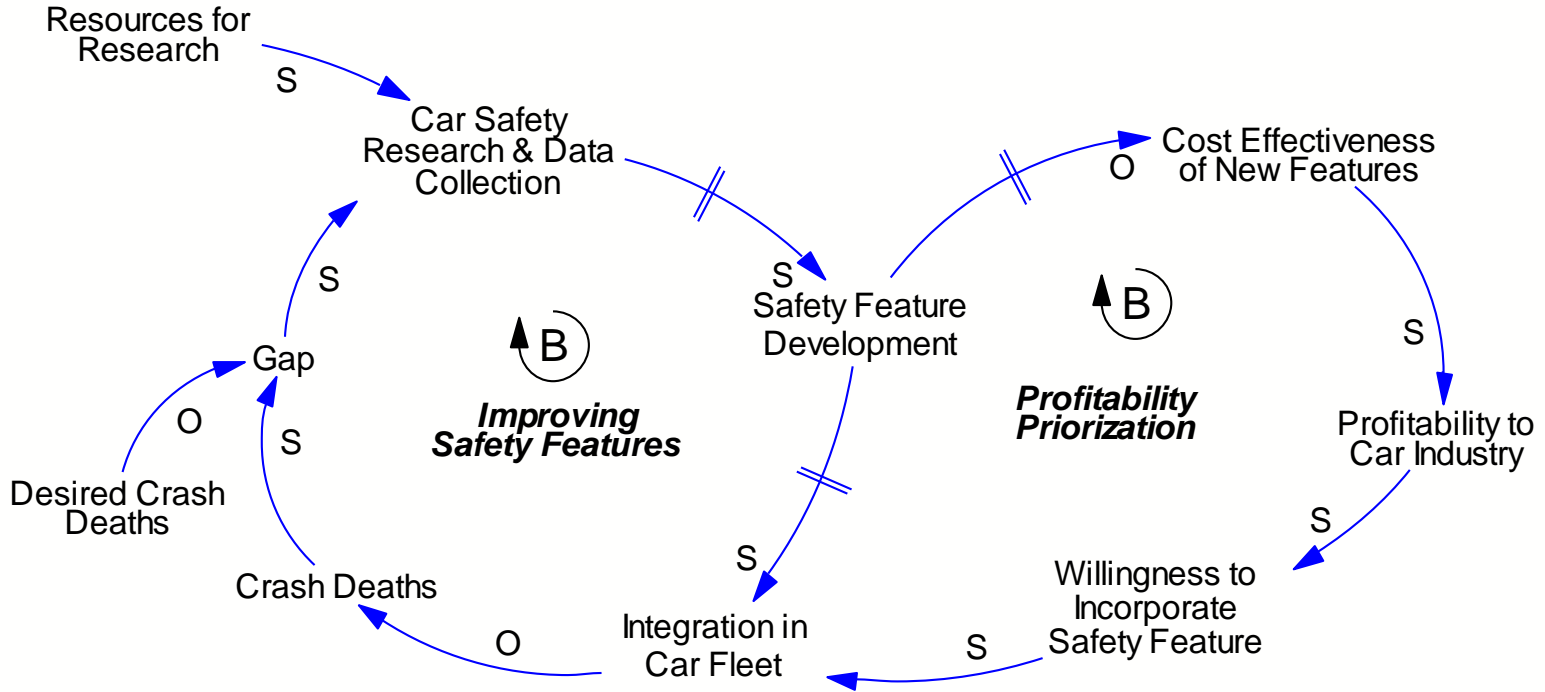 Resources for
Research
S
Car Safety
Research & Data
Collection
S
Safety Feature
Development
O
Cost Effectiveness
of New Features
S
Profitability to
Car Industry
S
Willingness to
Incorporate
Safety Feature
S
Integration in
Car Fleet
S
O
Crash Deaths
S
Gap
S
O
Desired Crash
Deaths
B
Improving
Safety Features
B
Profitability
Priorization